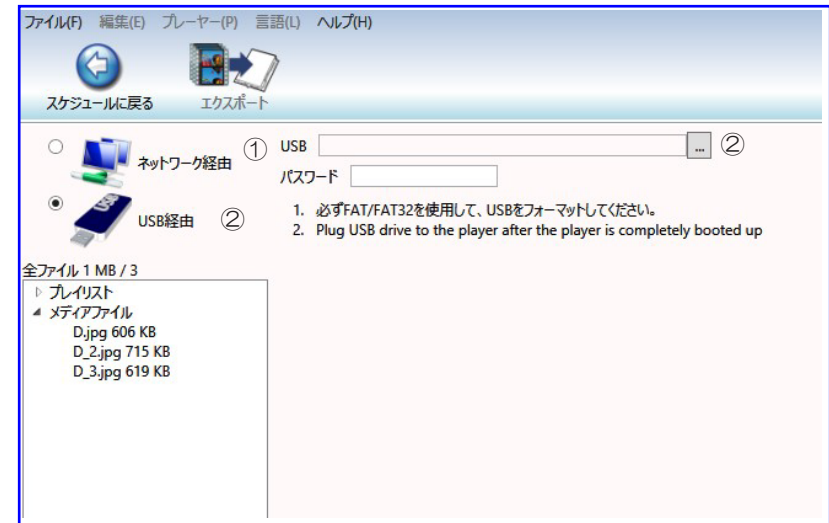 ファイル(F) 編集(E) プレーヤー(P) 言語(L) ヘルプ(H)
スケジュールに戻る エクスポート
ネットワーク経由 ① USB ... ②
パスワード
USB経由 ②
1. 必ずFAT/FAT32を使用して、USBをフォーマットしてください。
2. Plug USB drive to the player after the player is completely booted up
全ファイル 1 MB / 3
プレイリスト
メディアファイル
D.jpg 606 KB
D_2.jpg 715 KB
D_3.jpg 619 KB